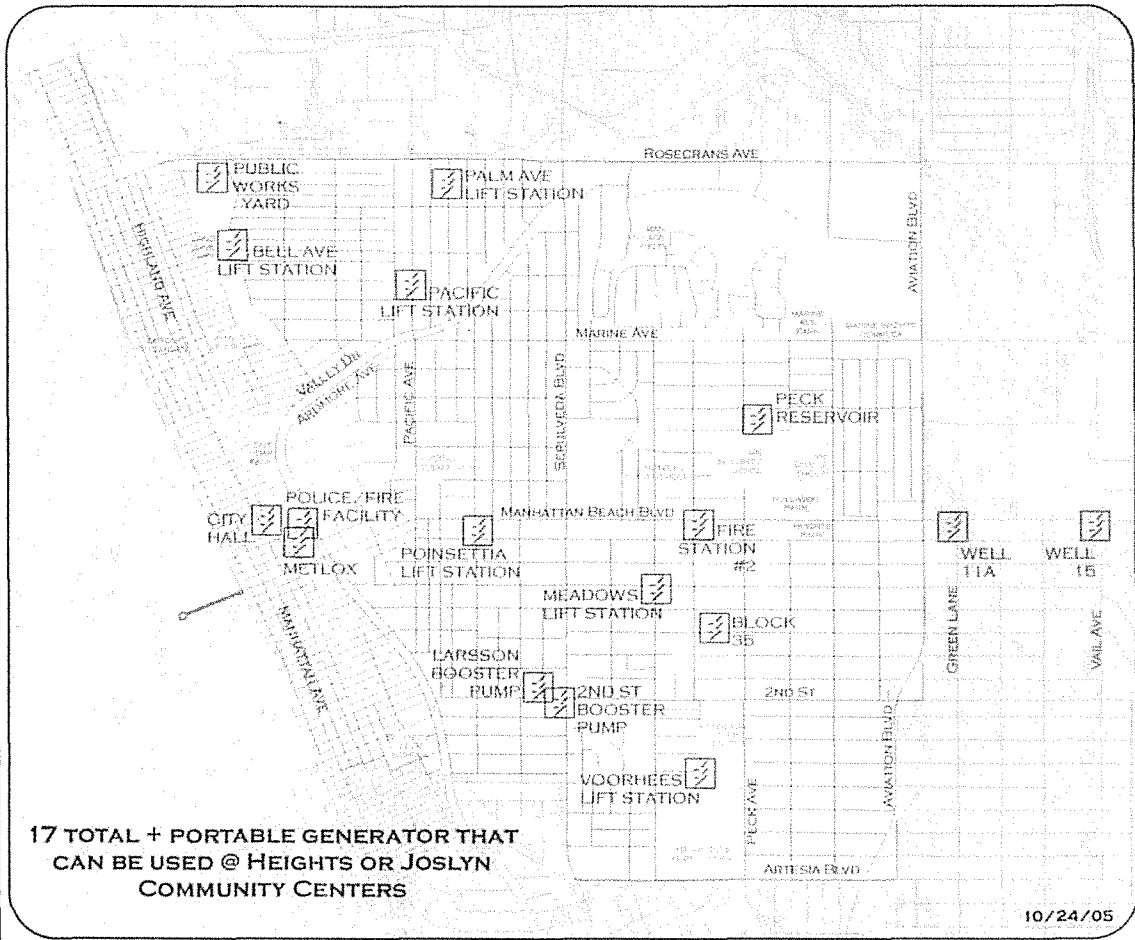 ROSECRANS AVE
PUBLIC
WORKS
YARD
PALM AVE
LIFT STATION
BELL AVE
LIFT STATION
PACIFIC
LIFT STATION
HIGHLAND AVE
AVIATION BLVD
MARINE AVE
VALLEY DR
ARDMORE AVE
PACIFIC AVE
SEPULVEDA BLVD
PECK
RESERVOIR
CITY
HALL
POLICE/FIRE
FACILITY
METLOX
MANHATTAN BEACH BLVD
POINSETTIA
LIFT STATION
FIRE
STATION
#2
WELL
11A
WELL
15
MEADOWS
LIFT STATION
BLOCK
35
GREEN LANE
VAIL AVE
MANHATTAN AVE
LARSSON
BOOSTER
PUMP
2ND ST
BOOSTER
PUMP
2ND ST
AVIATION BLVD
VOORHEES
LIFT STATION
PECK AVE
ARTESIA BLVD
17 TOTAL + PORTABLE GENERATOR THAT
CAN BE USED @ HEIGHTS OR JOSLYN
COMMUNITY CENTERS
10/24/05